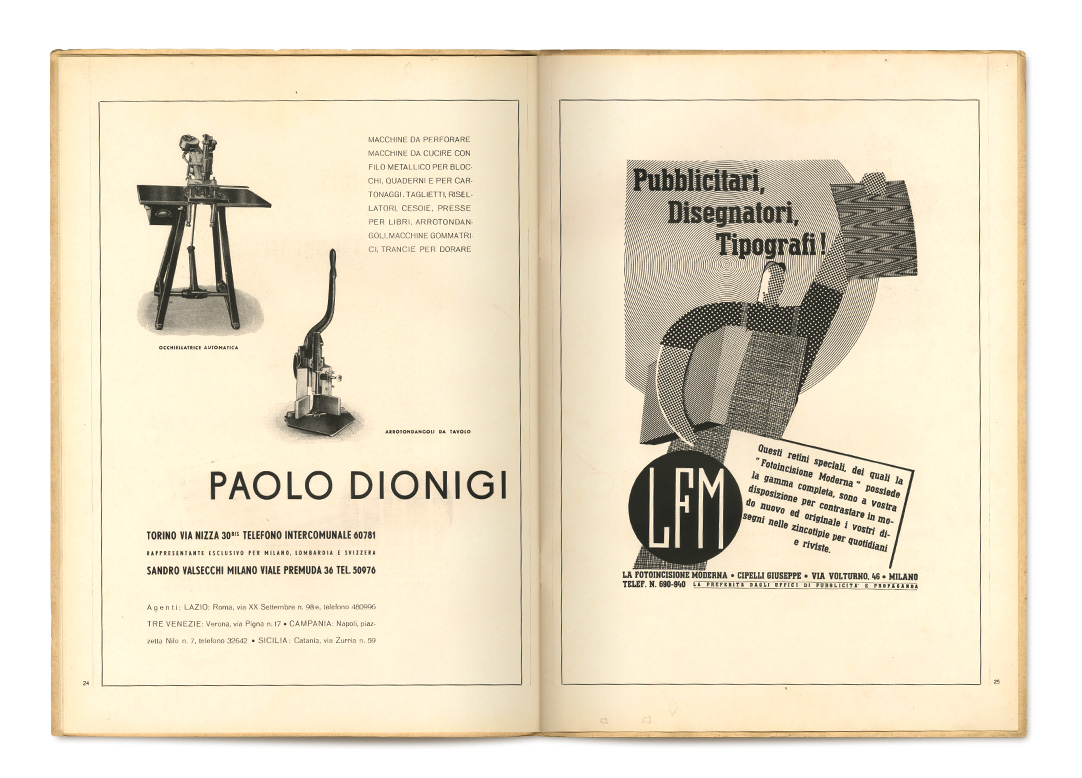 MACCHINE DA PERFORARE
MACCHINE DA CUCIRE CON
FILO METALLICO PER BLOC-
CHI, QUADERNI E PER CAR-
TONAGGI. TAGLIETTI, RISEL-
LATORI, CESOIE, PRESSE
PER LIBRI, ARROTONDAN-
GOLI, MACCHINE GOMMATRI-
CI, TRANCIE PER DORARE
OCCHIELLATRICE AUTOMATICA
ARROTONDANGOLI DA TAVOLO
PAOLO DIONIGI
TORINO VIA NIZZA 30BIS TELEFONO INTERCOMUNALE 60781
RAPPRESENTANTE ESCLUSIVO PER MILANO, LOMBARDIA E SVIZZERA
SANDRO VALSECCHI MILANO VIALE PREMUDA 36 TEL. 50976
Agenti: LAZIO: Roma, via XX Settembre n. 98e, telefono 480996
TRE VENEZIE: Verona, via Pigna n. 17 • CAMPANIA: Napoli, piaz-
zetta Nilo n. 7, telefono 32642 • SICILIA: Catania, via Zurria n. 59
24
Pubblicitari,
Disegnatori,
Tipografi!
Questi retini speciali, dei quali la
"Fotoincisione Moderna" possiede
la gamma completa, sono a vostra
disposizione per contrastare in mo-
do nuovo ed originale i vostri di-
segni nelle zincotipie per quotidiani
e riviste.
LFM
LA FOTOINCISIONE MODERNA • CIPELLI GIUSEPPE • VIA VOLTURNO, 46 • MILANO
TELEF. N. 690-940 LA PREFERITA DAGLI UFFICI DI PUBBLICITÀ E PROPAGANDA
25